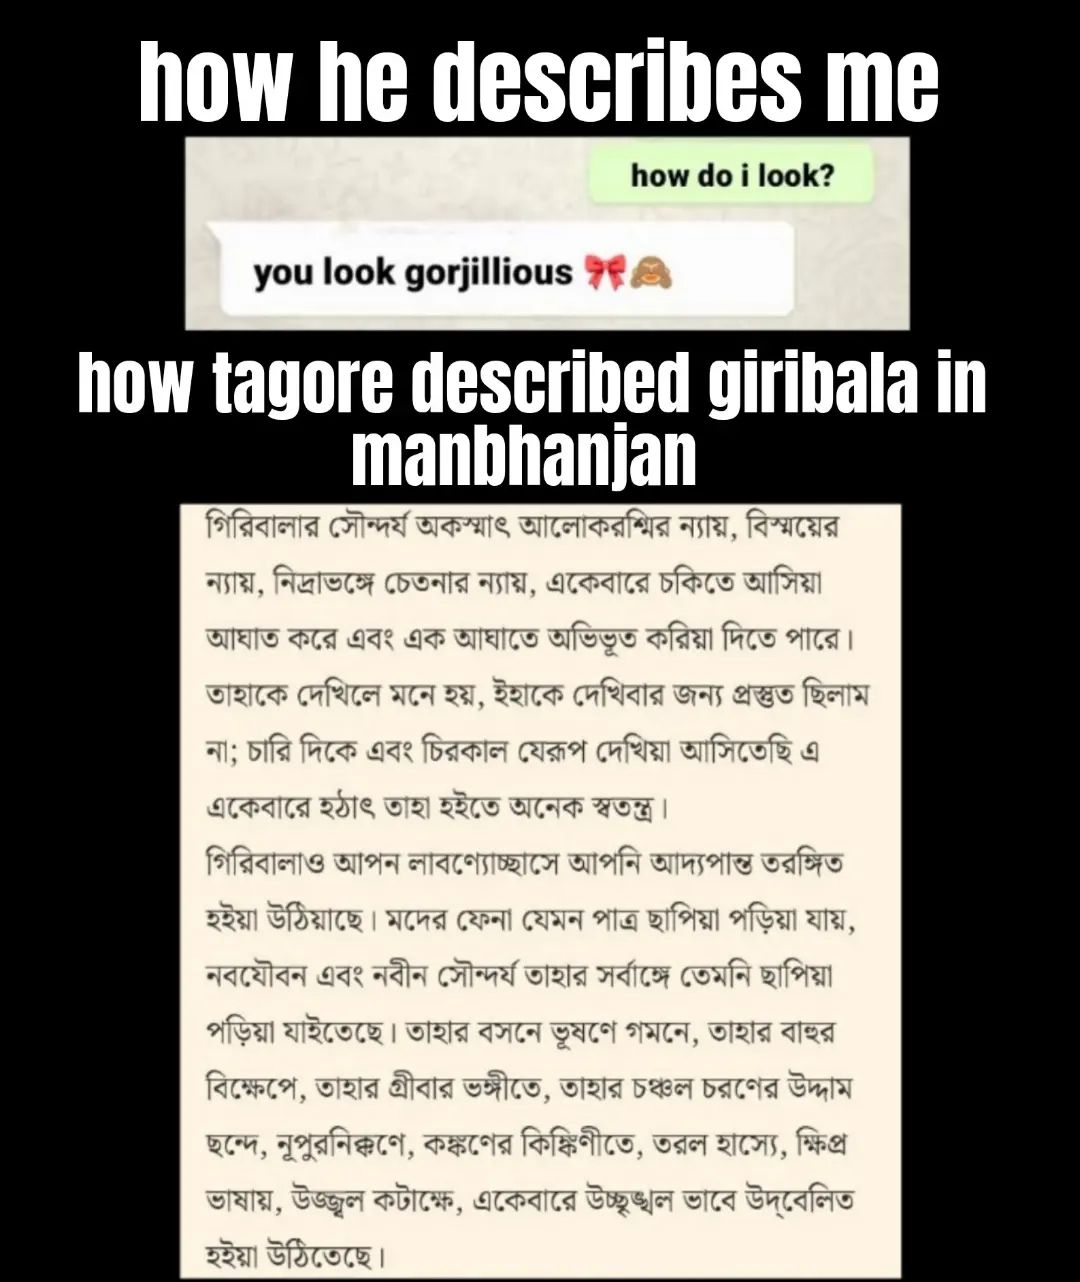 how he describes me
how do i look?
you look gorjillious 🎀🙈
how tagore described giribala in
manbhanjan
গিরিবালার সৌন্দর্য অকস্মাৎ আলোকরশ্মির ন্যায়, বিস্ময়ের
ন্যায়, নিদ্রাভঙ্গে চেতনার ন্যায়, একেবারে চকিতে আসিয়া
আঘাত করে এবং এক আঘাতে অভিভূত করিয়া দিতে পারে।
তাহাকে দেখিলে মনে হয়, ইহাকে দেখিবার জন্য প্রস্তুত ছিলাম
না; চারি দিকে এবং চিরকাল যেরূপ দেখিয়া আসিতেছি এ
একেবারে হঠাৎ তাহা হইতে অনেক স্বতন্ত্র।
গিরিবালাও আপন লাবণ্যোচ্ছাসে আপনি আদ্যপান্ত তরঙ্গিত
হইয়া উঠিয়াছে। মদের ফেনা যেমন পাত্র ছাপিয়া পড়িয়া যায়,
নবযৌবন এবং নবীন সৌন্দর্য তাহার সর্বাঙ্গে তেমনি ছাপিয়া
পড়িয়া যাইতেছে। তাহার বসনে ভূষণে গমনে, তাহার বাহুর
বিক্ষেপে, তাহার গ্রীবার ভঙ্গীতে, তাহার চঞ্চল চরণের উদ্দাম
ছন্দে, নূপুরনিক্কণে, কঙ্কণের কিঙ্কিণীতে, তরল হাস্যে, ক্ষিপ্র
ভাষায়, উজ্জ্বল কটাক্ষে, একেবারে উচ্ছৃঙ্খল ভাবে উদ্‌বেলিত
হইয়া উঠিতেছে।